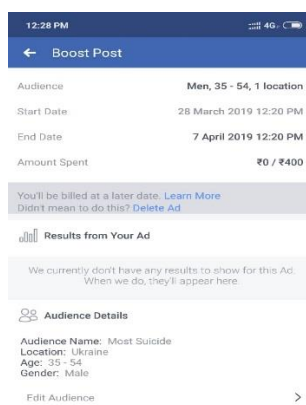 12:28 PM 4G
Boost Post
Audience Men, 35 - 54, 1 location
Start Date 28 March 2019 12:20 PM
End Date 7 April 2019 12:20 PM
Amount Spent ₹0 / ₹400
You'll be billed at a later date. Learn More
Didn't mean to do this? Delete Ad
Results from Your Ad
We currently don't have any results to show for this Ad.
When we do, they'll appear here.
Audience Details
Audience Name: Most Suicide
Location: Ukraine
Age: 35 - 54
Gender: Male
Edit Audience